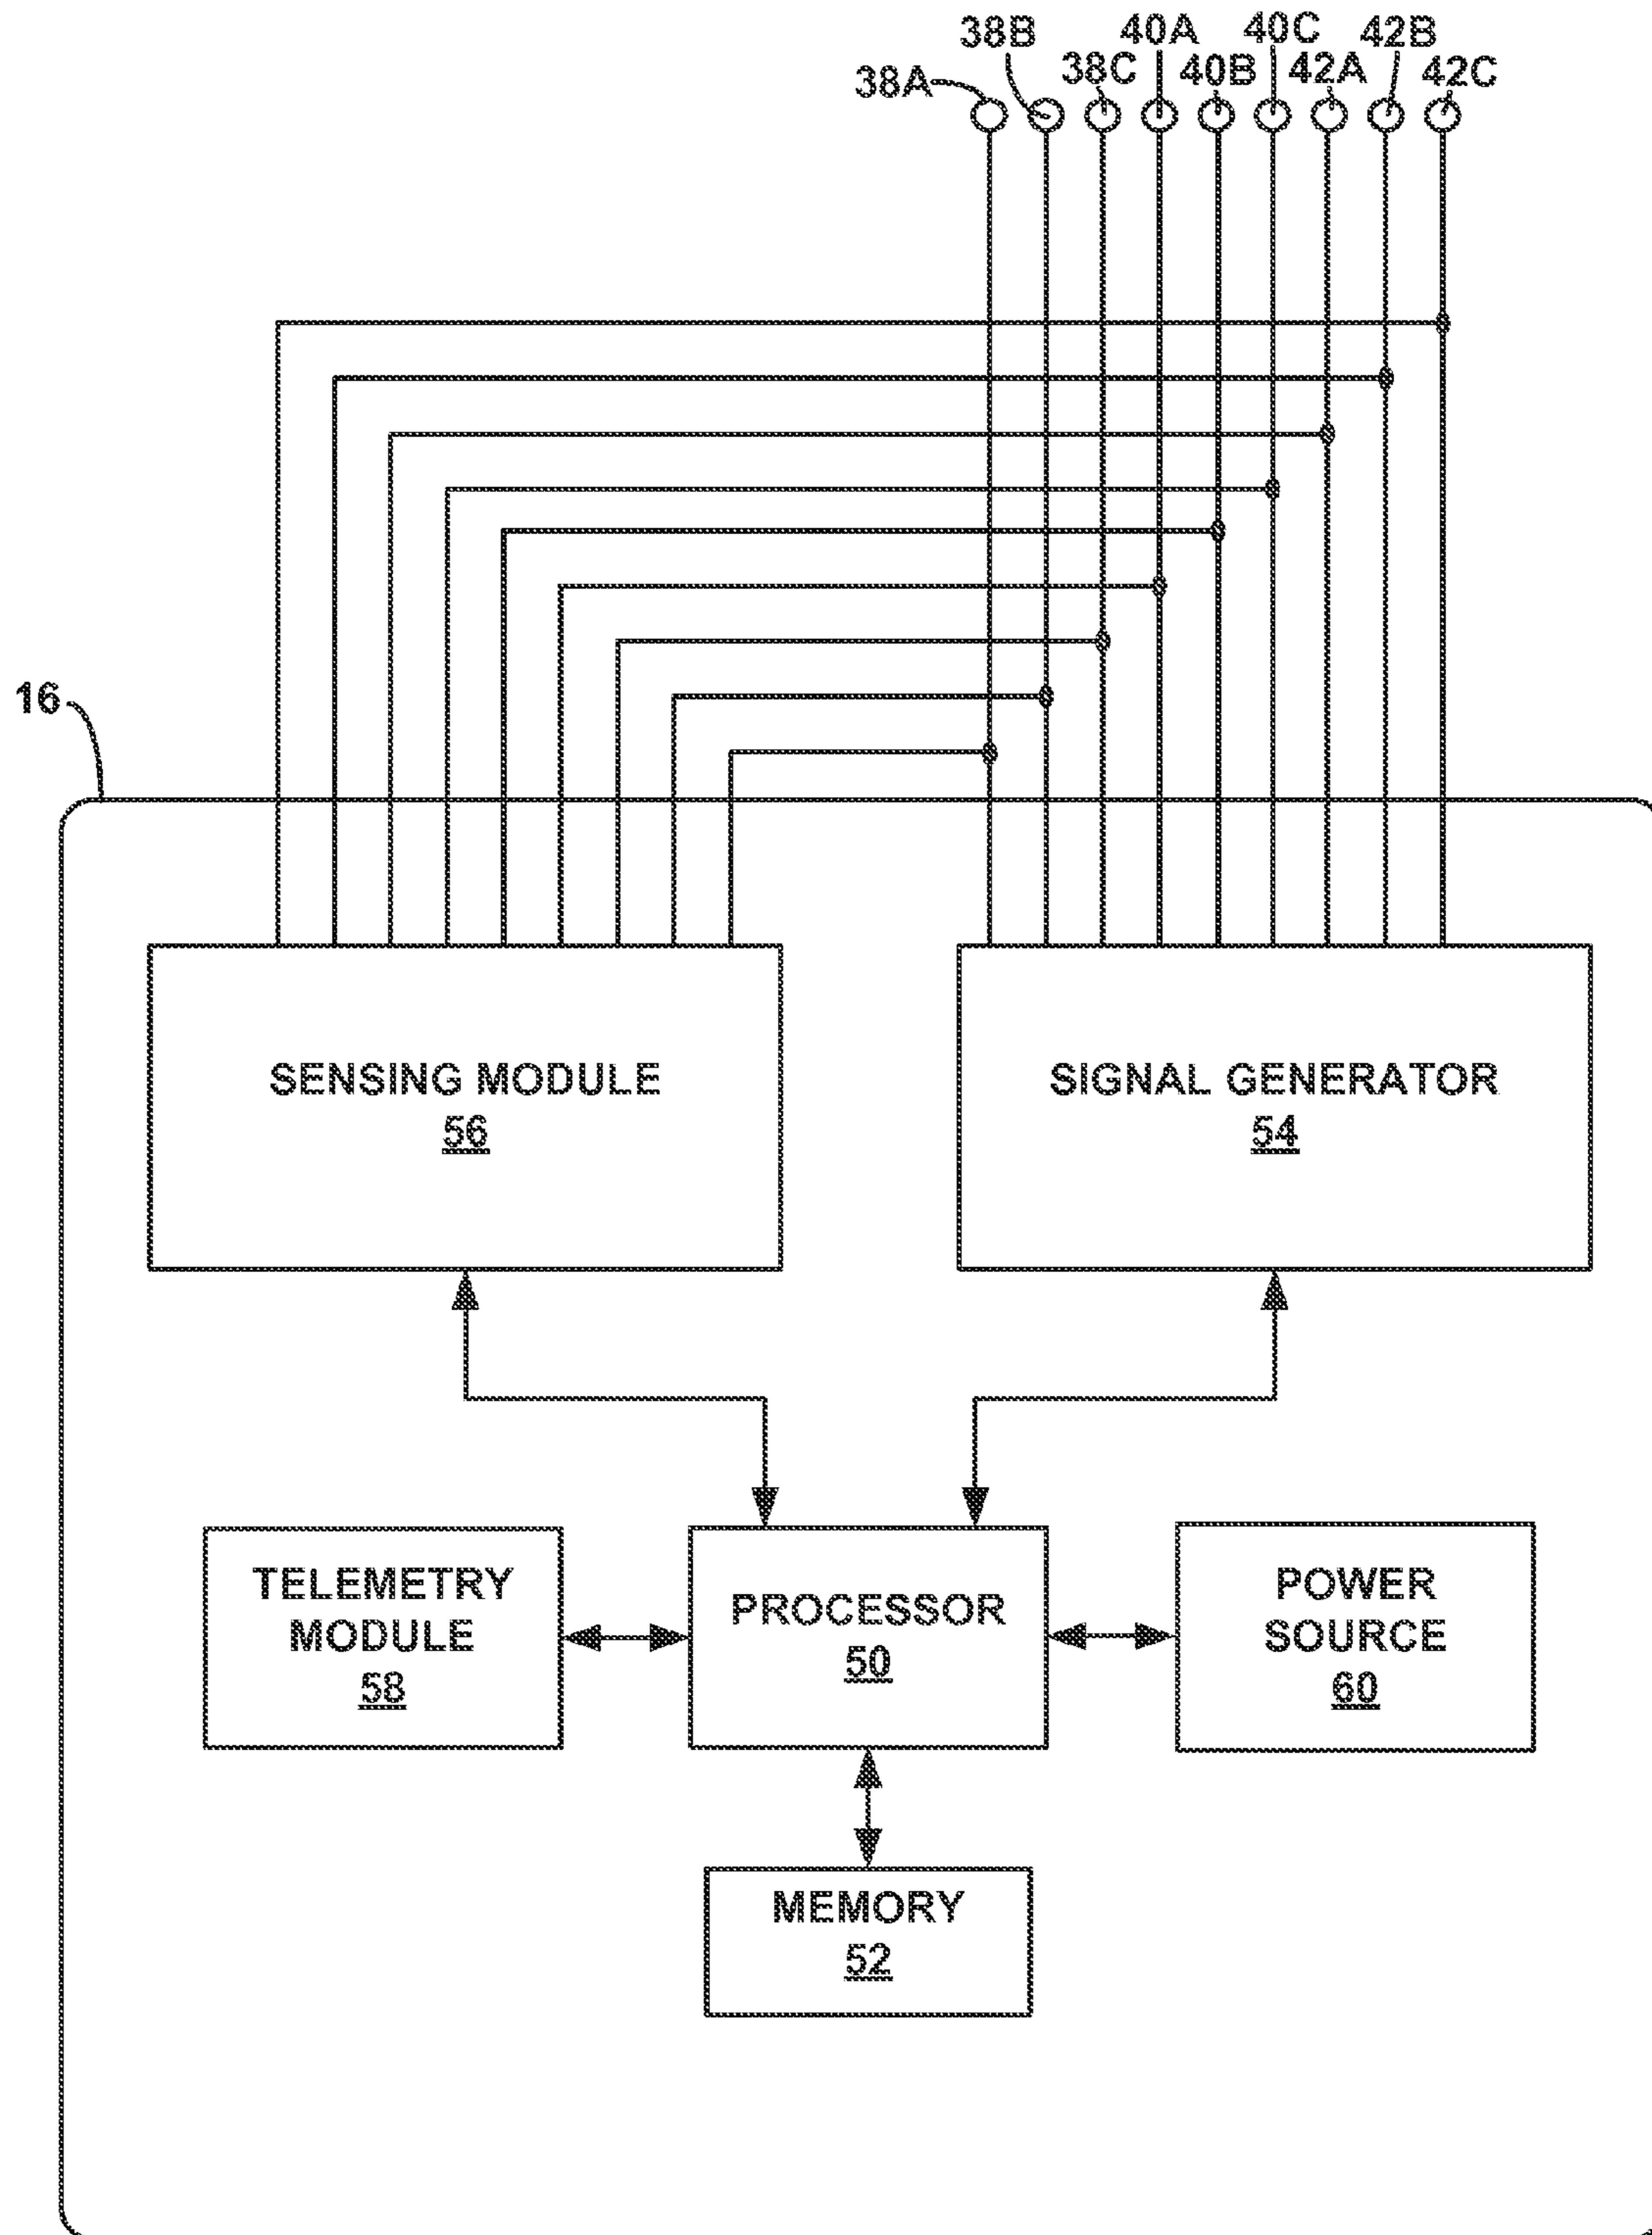 38B
40A
40C
42B
38A
38C
40B
42A
42C
16
SENSING MODULE
56
SIGNAL GENERATOR
54
TELEMETRY
MODULE
58
PROCESSOR
50
POWER
SOURCE
60
MEMORY
52